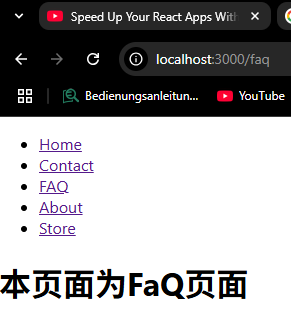 Speed Up Your React Apps With
localhost:3000/faq
Bedienungsanleitun...
YouTube
Home
Contact
FAQ
About
Store
本页面为FaQ页面